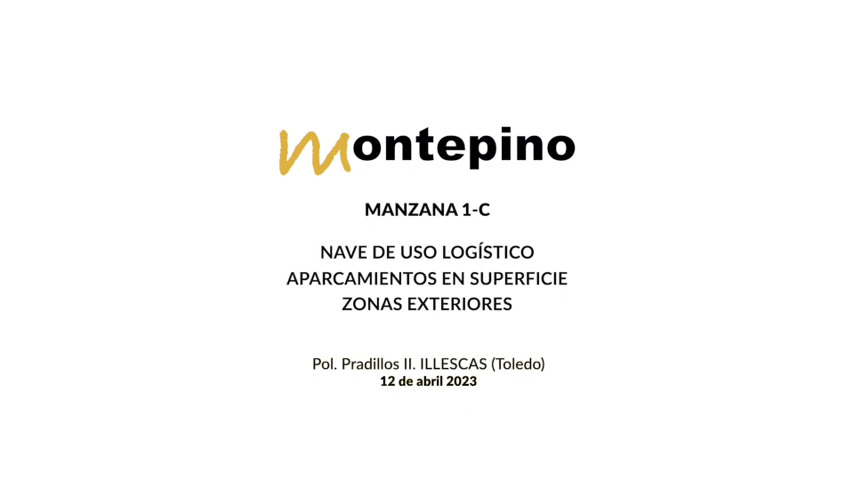 montepino
MANZANA 1-C
NAVE DE USO LOGÍSTICO
APARCAMIENTOS EN SUPERFICIE
ZONAS EXTERIORES
Pol. Pradillos II. ILLESCAS (Toledo)
12 de abril 2023